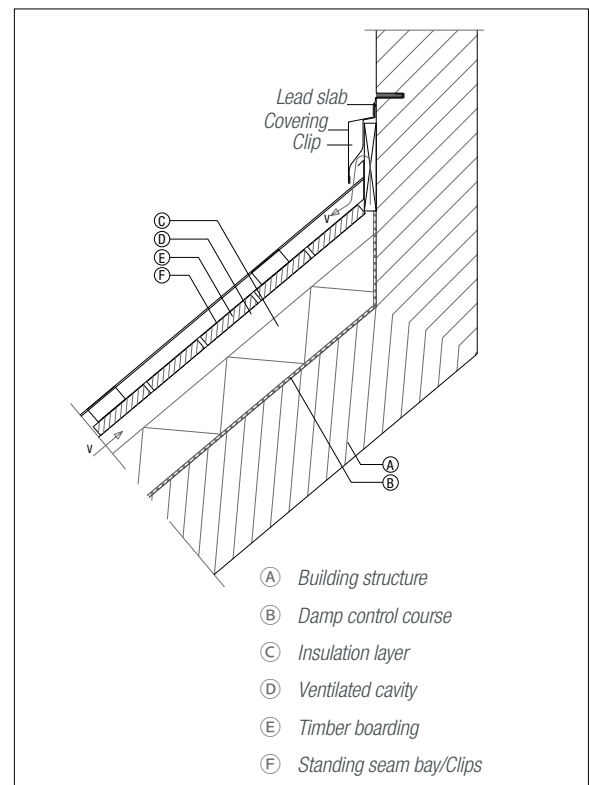 Lead slab
Covering
Clip
V
Ⓒ
Ⓓ
Ⓔ
Ⓕ
V
Ⓐ
Ⓑ
Ⓐ Building structure
Ⓑ Damp control course
Ⓒ Insulation layer
Ⓓ Ventilated cavity
Ⓔ Timber boarding
Ⓕ Standing seam bay/Clips